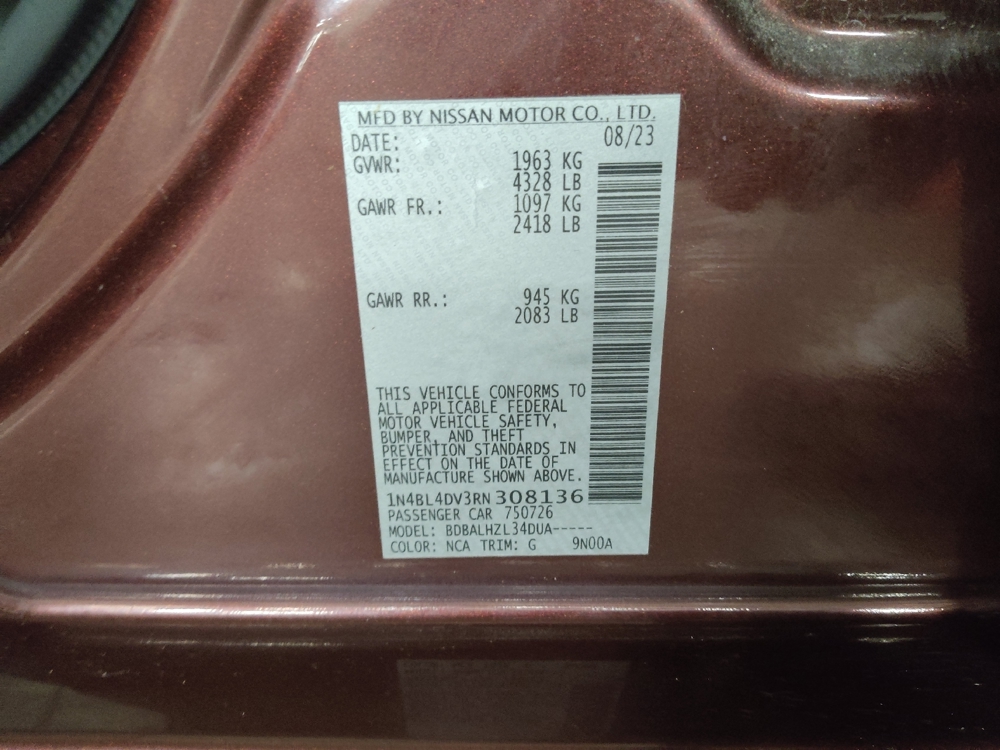 MFD BY NISSAN MOTOR CO., LTD.
DATE: 08/23
GVWR: 1963 KG
4328 LB
GAWR FR.: 1097 KG
2418 LB
GAWR RR.: 945 KG
2083 LB
THIS VEHICLE CONFORMS TO
ALL APPLICABLE FEDERAL
MOTOR VEHICLE SAFETY,
BUMPER, AND THEFT
PREVENTION STANDARDS IN
EFFECT ON THE DATE OF
MANUFACTURE SHOWN ABOVE.
1N4BL4DV3RN308136
PASSENGER CAR 750726
MODEL: BDBALHZL34DUA-----
COLOR: NCA TRIM: G 9N00A